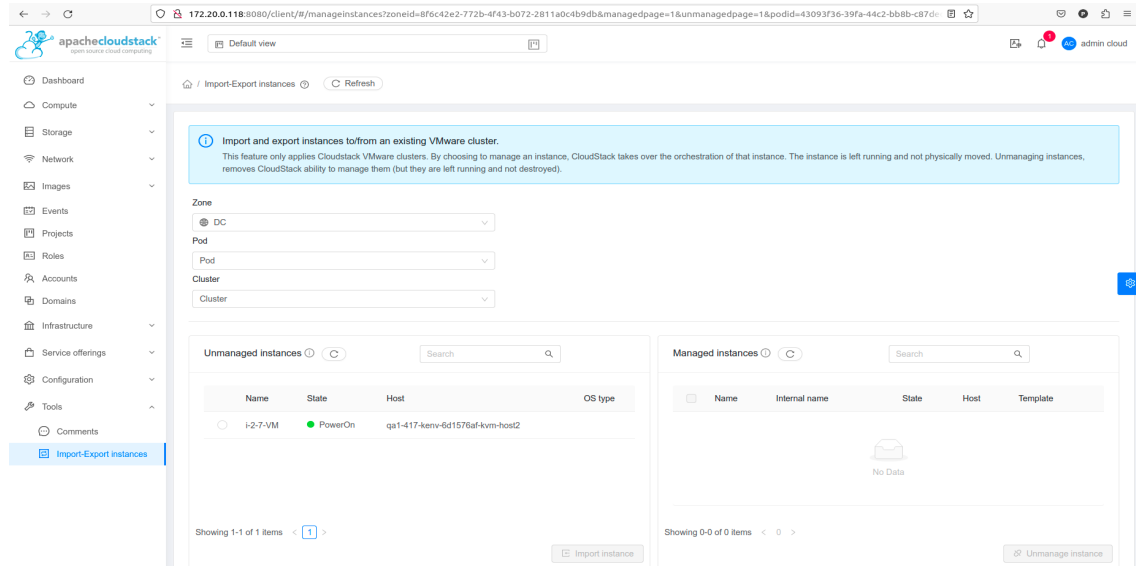 172.20.0.118:8080/client/#/manageinstances?zoneid=8f6c42e2-772b-4f43-b072-2811a0c4b9db&managedpage=1&unmanagedpage=1&podid=43093f36-39fa-44c2-bb8b-c87de
apachecloudstack™
open source cloud computing
Default view
1
AC admin cloud
Dashboard
Compute
Storage
Network
Images
Events
Projects
Roles
Accounts
Domains
Infrastructure
Service offerings
Configuration
Tools
Comments
Import-Export instances
/ Import-Export instances
Refresh
Import and export instances to/from an existing VMware cluster.
This feature only applies Cloudstack VMware clusters. By choosing to manage an instance, CloudStack takes over the orchestration of that instance. The instance is left running and not physically moved. Unmanaging instances,
removes CloudStack ability to manage them (but they are left running and not destroyed).
Zone
DC
Pod
Pod
Cluster
Cluster
Unmanaged instances
Search
Name State Host OS type
i-2-7-VM PowerOn qa1-417-kenv-6d1576af-kvm-host2
Showing 1-1 of 1 items < 1 >
Import instance
Managed instances
Search
Name Internal name State Host Template
No Data
Showing 0-0 of 0 items < 0 >
Unmanage instance